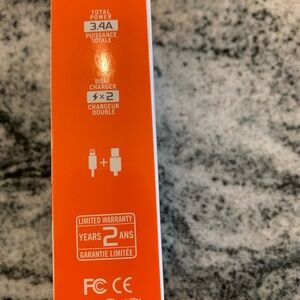 TOTAL
POWER
3.4A
PUISSANCE
TOTALE
DUAL
CHARGER
x 2
CHARGEUR
DOUBLE
+
LIMITED WARRANTY
YEARS 2 ANS
GARANTIE LIMITÉE
FC CE